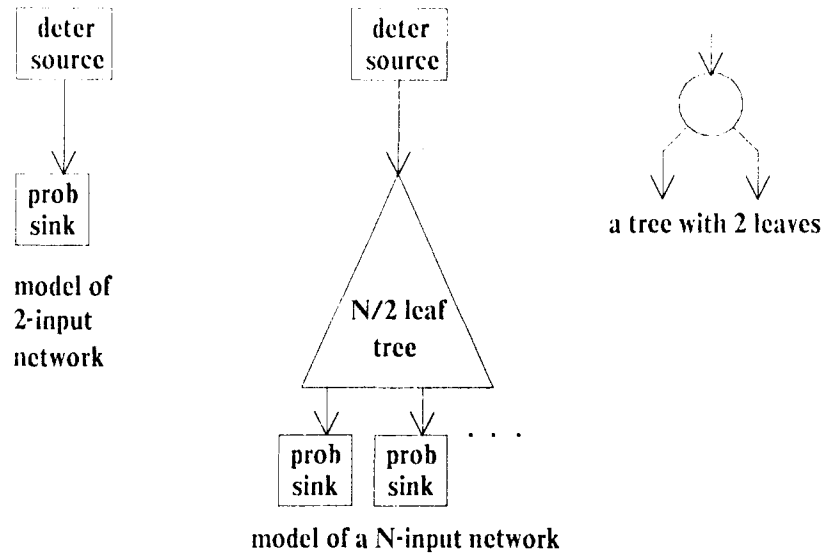 deter
source
prob
sink
model of
2-input
network
deter
source
N/2 leaf
tree
prob
sink
prob
sink
. . .
model of a N-input network
a tree with 2 leaves